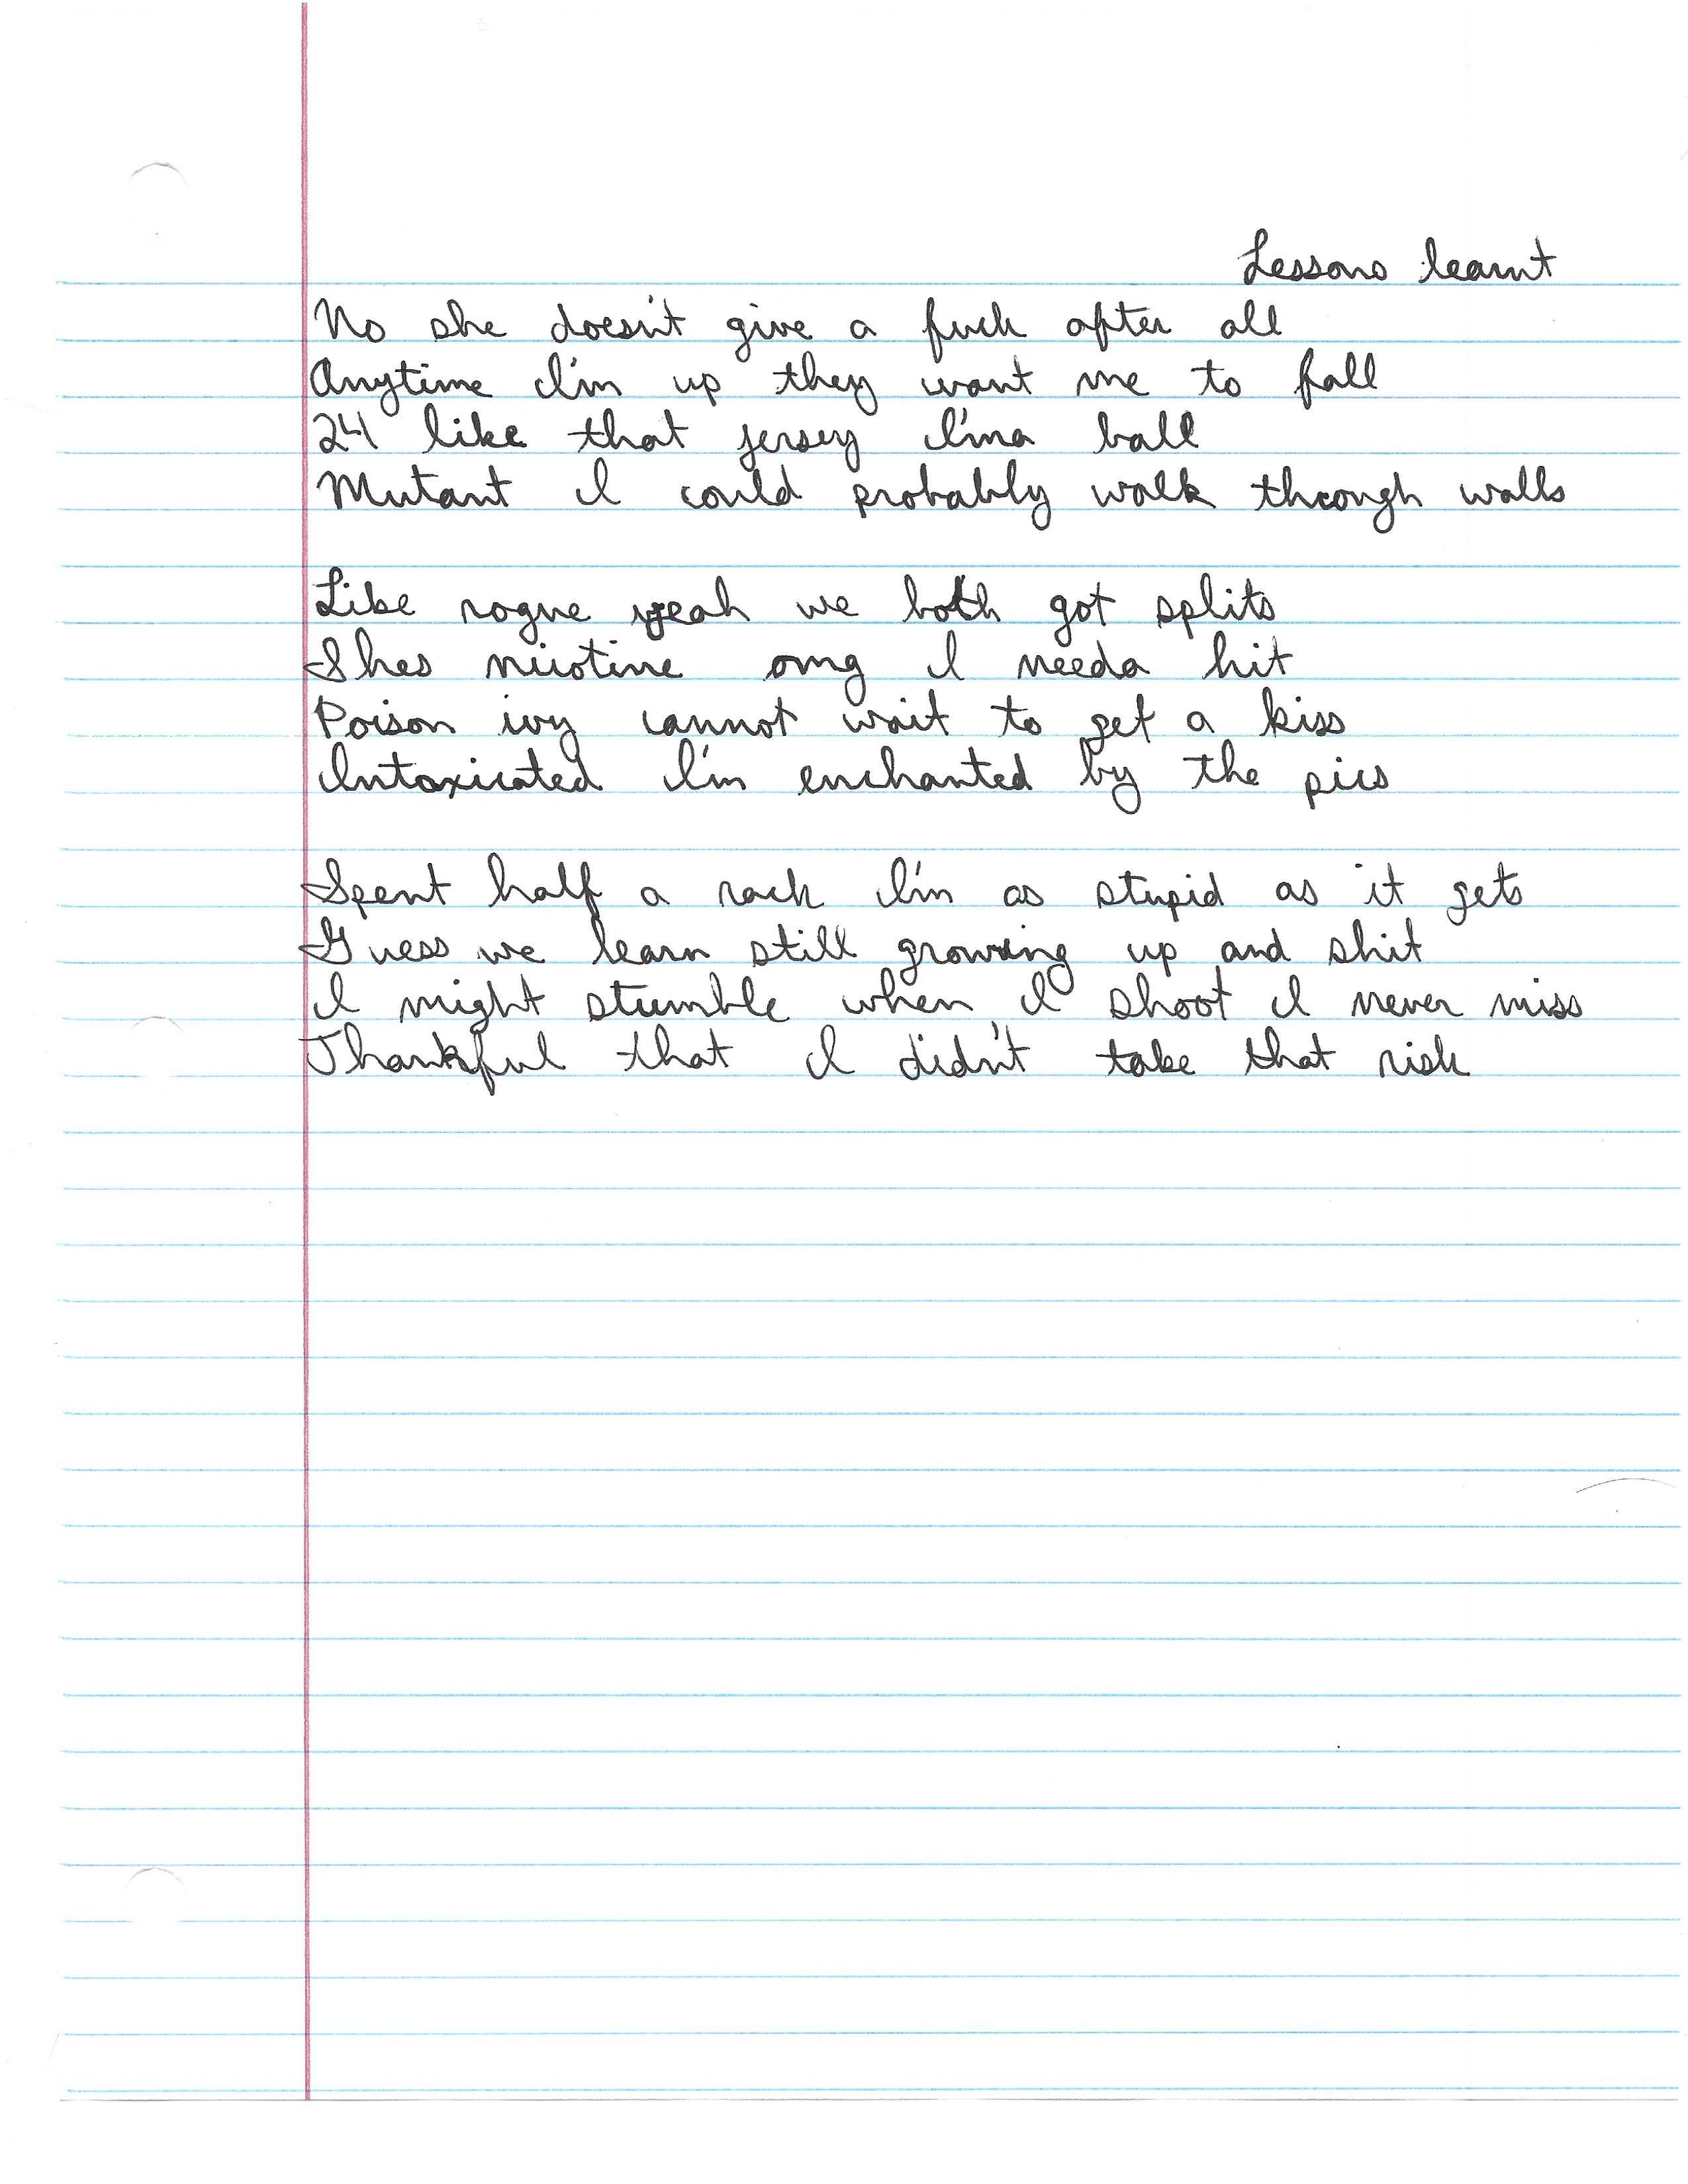 Lessons learnt
No she doesn't give a fuck after all
Anytime I'm up they want me to fall
24 like that jersey I'ma ball
Mutant I could probably walk through walls
Like rogue yeah we both got splits
Shes nicotine omg I needa hit
Poison ivy cannot wait to get a kiss
Intoxicated I'm enchanted by the pics
Spent half a rack I'm as stupid as it gets
Guess we learn still growing up and shit
I might stumble when I shoot I never miss
Thankful that I didn't take that risk